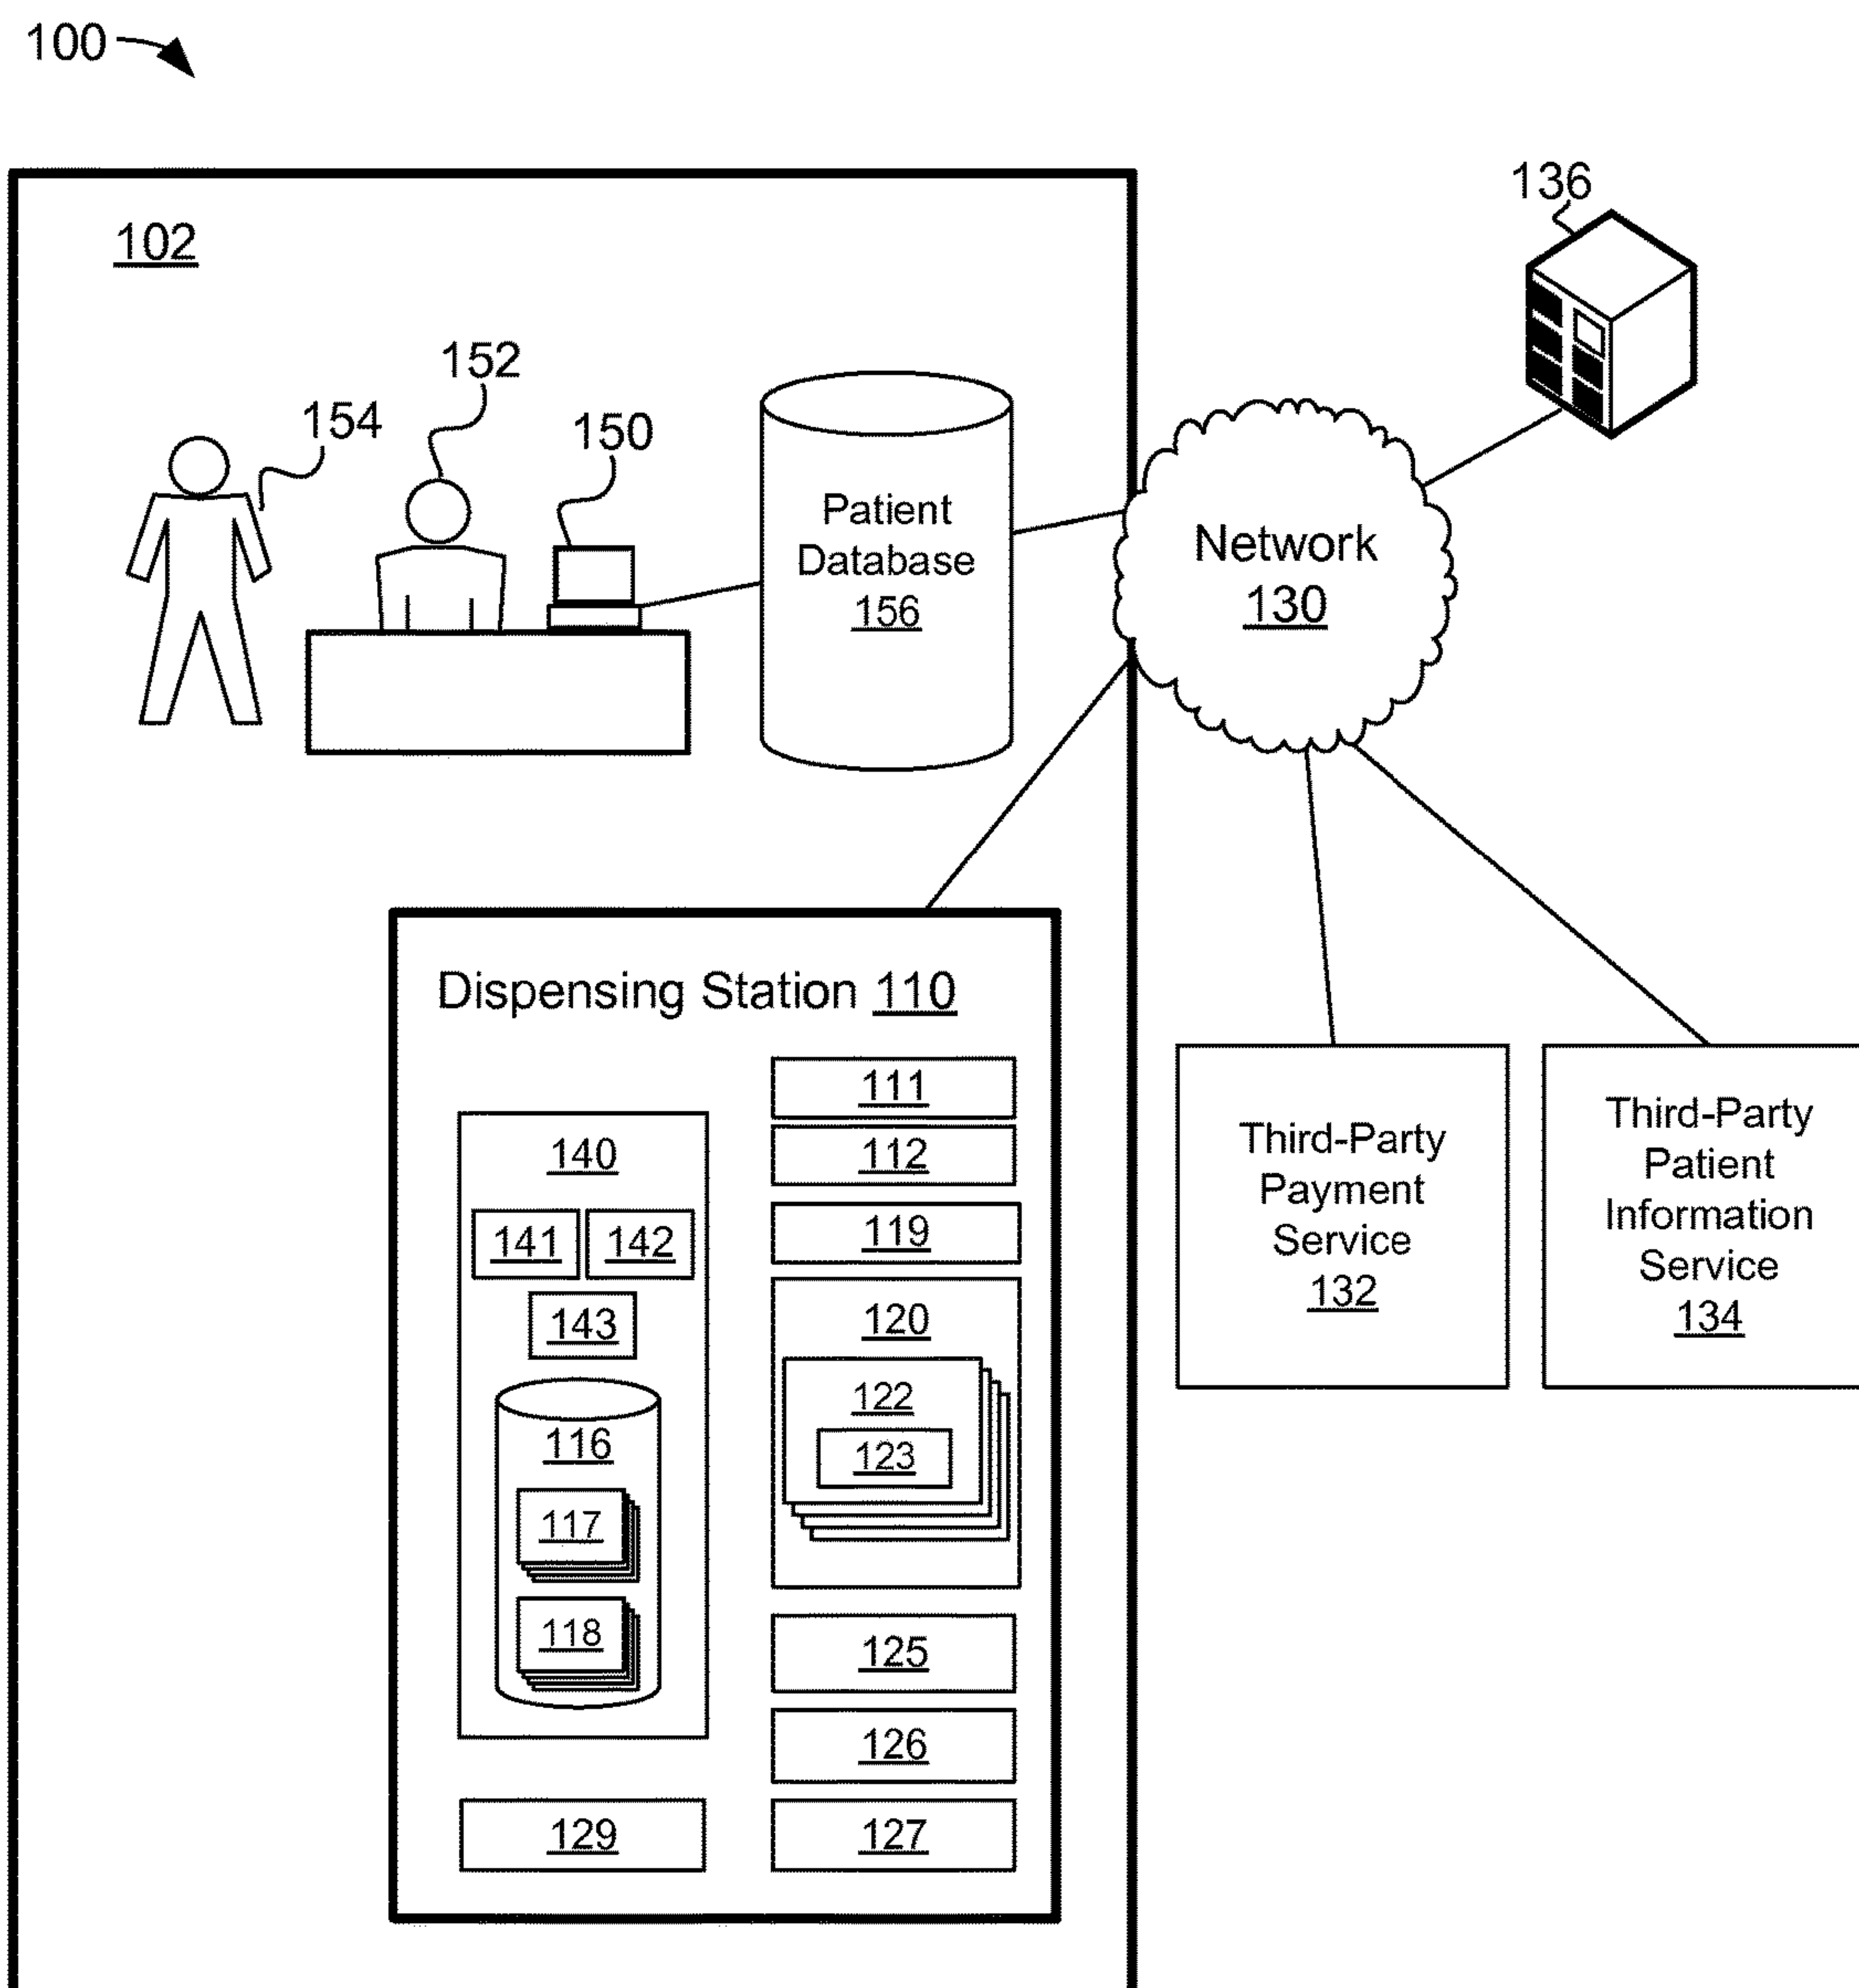 100
102
136
152
154
150
Patient
Database
156
Network
130
Dispensing Station 110
111
112
119
120
122
123
125
126
127
140
141 142
143
116
117
118
129
Third-Party
Payment
Service
132
Third-Party
Patient
Information
Service
134